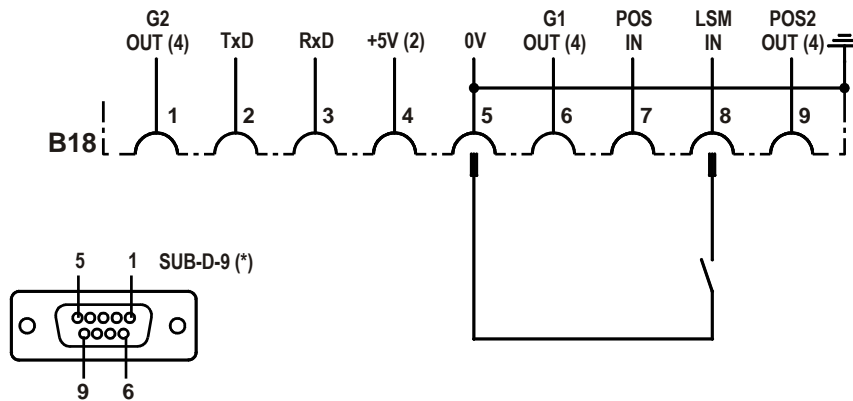 G2 G1 POS LSM POS2
OUT (4) TxD RxD +5V (2) 0V OUT (4) IN IN OUT (4)
1 2 3 4 5 6 7 8 9
B18
5 1 SUB-D-9 (*)
9 6